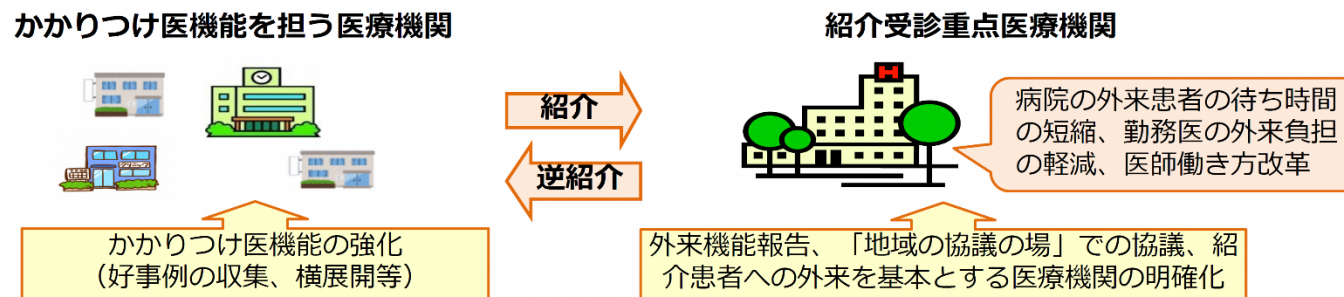 かかりつけ医機能を担う医療機関
紹介受診重点医療機関
紹介
逆紹介
病院の外来患者の待ち時間
の短縮、勤務医の外来負担
の軽減、医師働き方改革
かかりつけ医機能の強化
（好事例の収集、横展開等）
外来機能報告、「地域の協議の場」での協議、紹
介患者への外来を基本とする医療機関の明確化
H